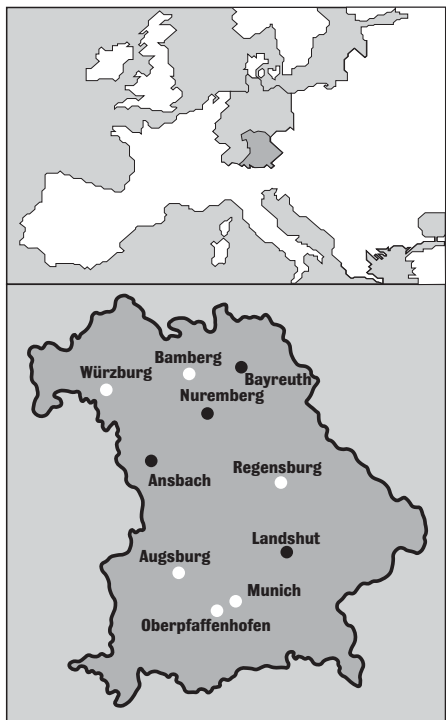 Bamberg
Würzburg
Bayreuth
Nuremberg
Regensburg
Ansbach
Landshut
Augsburg
Munich
Oberpfaffenhofen